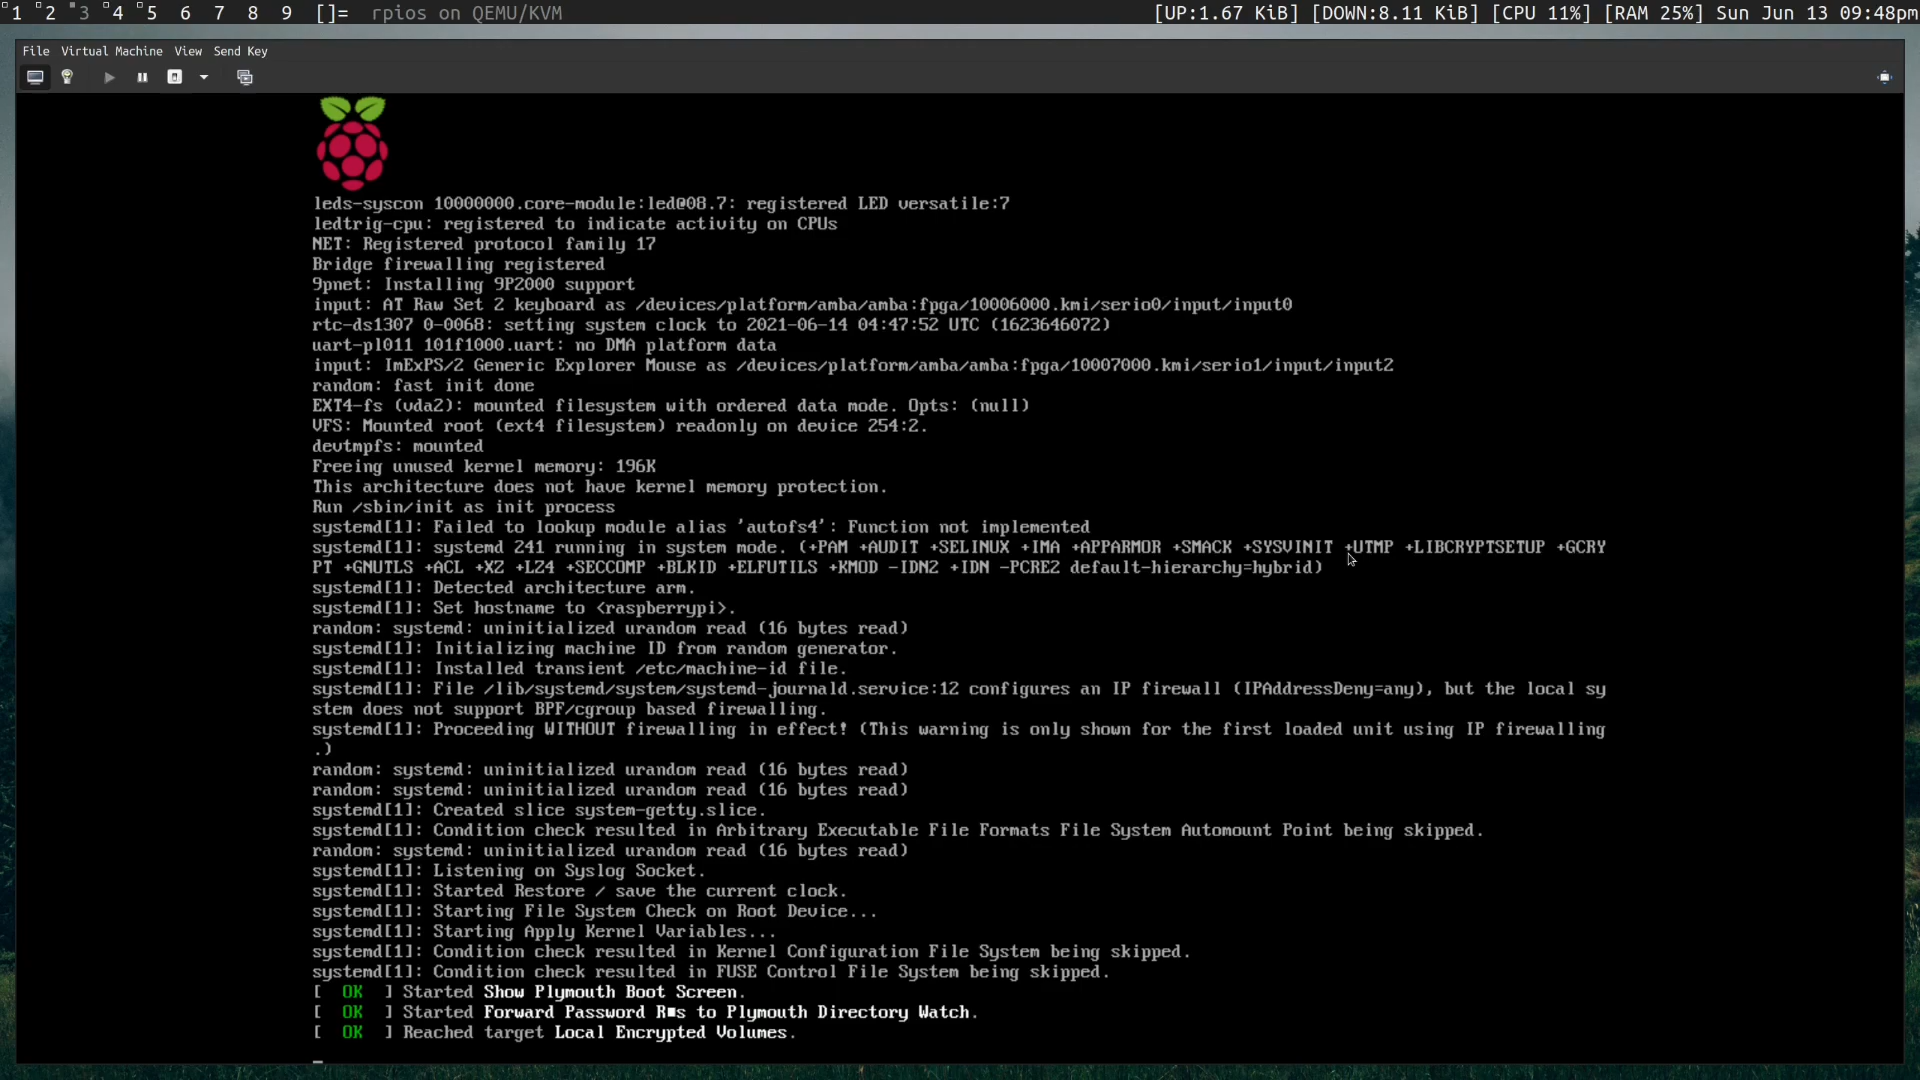 1 2 3 4 5 6 7 8 9 []= rpios on QEMU/KVM [UP:1.67 KiB] [DOWN:8.11 KiB] [CPU 11%] [RAM 25%] Sun Jun 13 09:48pm
File Virtual Machine View Send Key
leds-syscon 10000000.core-module:led@08.7: registered LED versatile:7
ledtrig-cpu: registered to indicate activity on CPUs
NET: Registered protocol family 17
Bridge firewalling registered
9pnet: Installing 9P2000 support
input: AT Raw Set 2 keyboard as /devices/platform/amba/amba:fpga/10006000.kmi/serio0/input/input0
rtc-ds1307 0-0068: setting system clock to 2021-06-14 04:47:52 UTC (1623646072)
uart-pl011 101f1000.uart: no DMA platform data
input: ImExPS/2 Generic Explorer Mouse as /devices/platform/amba/amba:fpga/10007000.kmi/serio1/input/input2
random: fast init done
EXT4-fs (vda2): mounted filesystem with ordered data mode. Opts: (null)
VFS: Mounted root (ext4 filesystem) readonly on device 254:2.
devtmpfs: mounted
Freeing unused kernel memory: 196K
This architecture does not have kernel memory protection.
Run /sbin/init as init process
systemd[1]: Failed to lookup module alias 'autofs4': Function not implemented
systemd[1]: systemd 241 running in system mode. (+PAM +AUDIT +SELINUX +IMA +APPARMOR +SMACK +SYSVINIT +UTMP +LIBCRYPTSETUP +GCRY
PT +GNUTLS +ACL +XZ +LZ4 +SECCOMP +BLKID +ELFUTILS +KMOD -IDN2 +IDN -PCRE2 default-hierarchy=hybrid)
systemd[1]: Detected architecture arm.
systemd[1]: Set hostname to <raspberrypi>.
random: systemd: uninitialized urandom read (16 bytes read)
systemd[1]: Initializing machine ID from random generator.
systemd[1]: Installed transient /etc/machine-id file.
systemd[1]: File /lib/systemd/system/systemd-journald.service:12 configures an IP firewall (IPAddressDeny=any), but the local sy
stem does not support BPF/cgroup based firewalling.
systemd[1]: Proceeding WITHOUT firewalling in effect! (This warning is only shown for the first loaded unit using IP firewalling
.)
random: systemd: uninitialized urandom read (16 bytes read)
random: systemd: uninitialized urandom read (16 bytes read)
systemd[1]: Created slice system-getty.slice.
systemd[1]: Condition check resulted in Arbitrary Executable File Formats File System Automount Point being skipped.
random: systemd: uninitialized urandom read (16 bytes read)
systemd[1]: Listening on Syslog Socket.
systemd[1]: Started Restore / save the current clock.
systemd[1]: Starting File System Check on Root Device...
systemd[1]: Starting Apply Kernel Variables...
systemd[1]: Condition check resulted in Kernel Configuration File System being skipped.
systemd[1]: Condition check resulted in FUSE Control File System being skipped.
[  OK  ] Started Show Plymouth Boot Screen.
[  OK  ] Started Forward Password R■s to Plymouth Directory Watch.
[  OK  ] Reached target Local Encrypted Volumes.